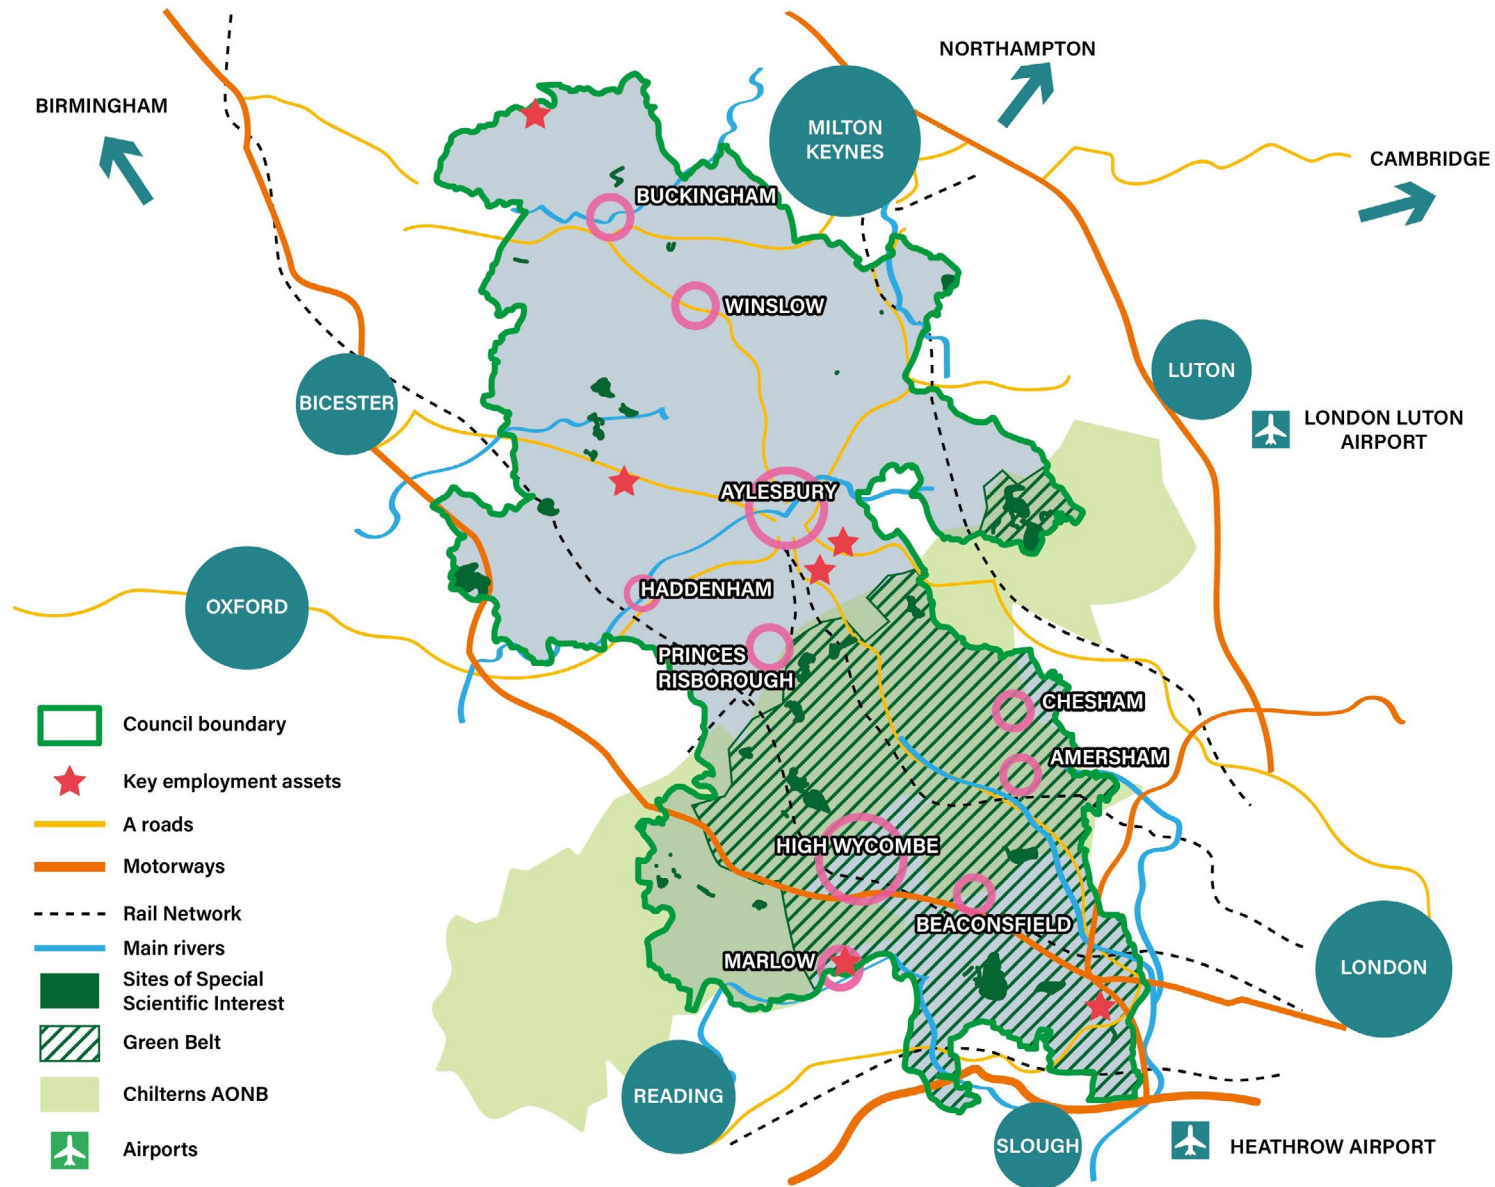 NORTHAMPTON
BIRMINGHAM
MILTON
KEYNES
CAMBRIDGE
BUCKINGHAM
WINSLOW
LUTON
BICESTER
LONDON LUTON
AIRPORT
AYLESBURY
HADDENHAM
OXFORD
PRINCES
RISBOROUGH
CHESHAM
AMERSHAM
HIGH WYCOMBE
BEACONSFIELD
MARLOW
LONDON
READING
SLOUGH
HEATHROW AIRPORT
Council boundary
Key employment assets
A roads
Motorways
Rail Network
Main rivers
Sites of Special
Scientific Interest
Green Belt
Chilterns AONB
Airports